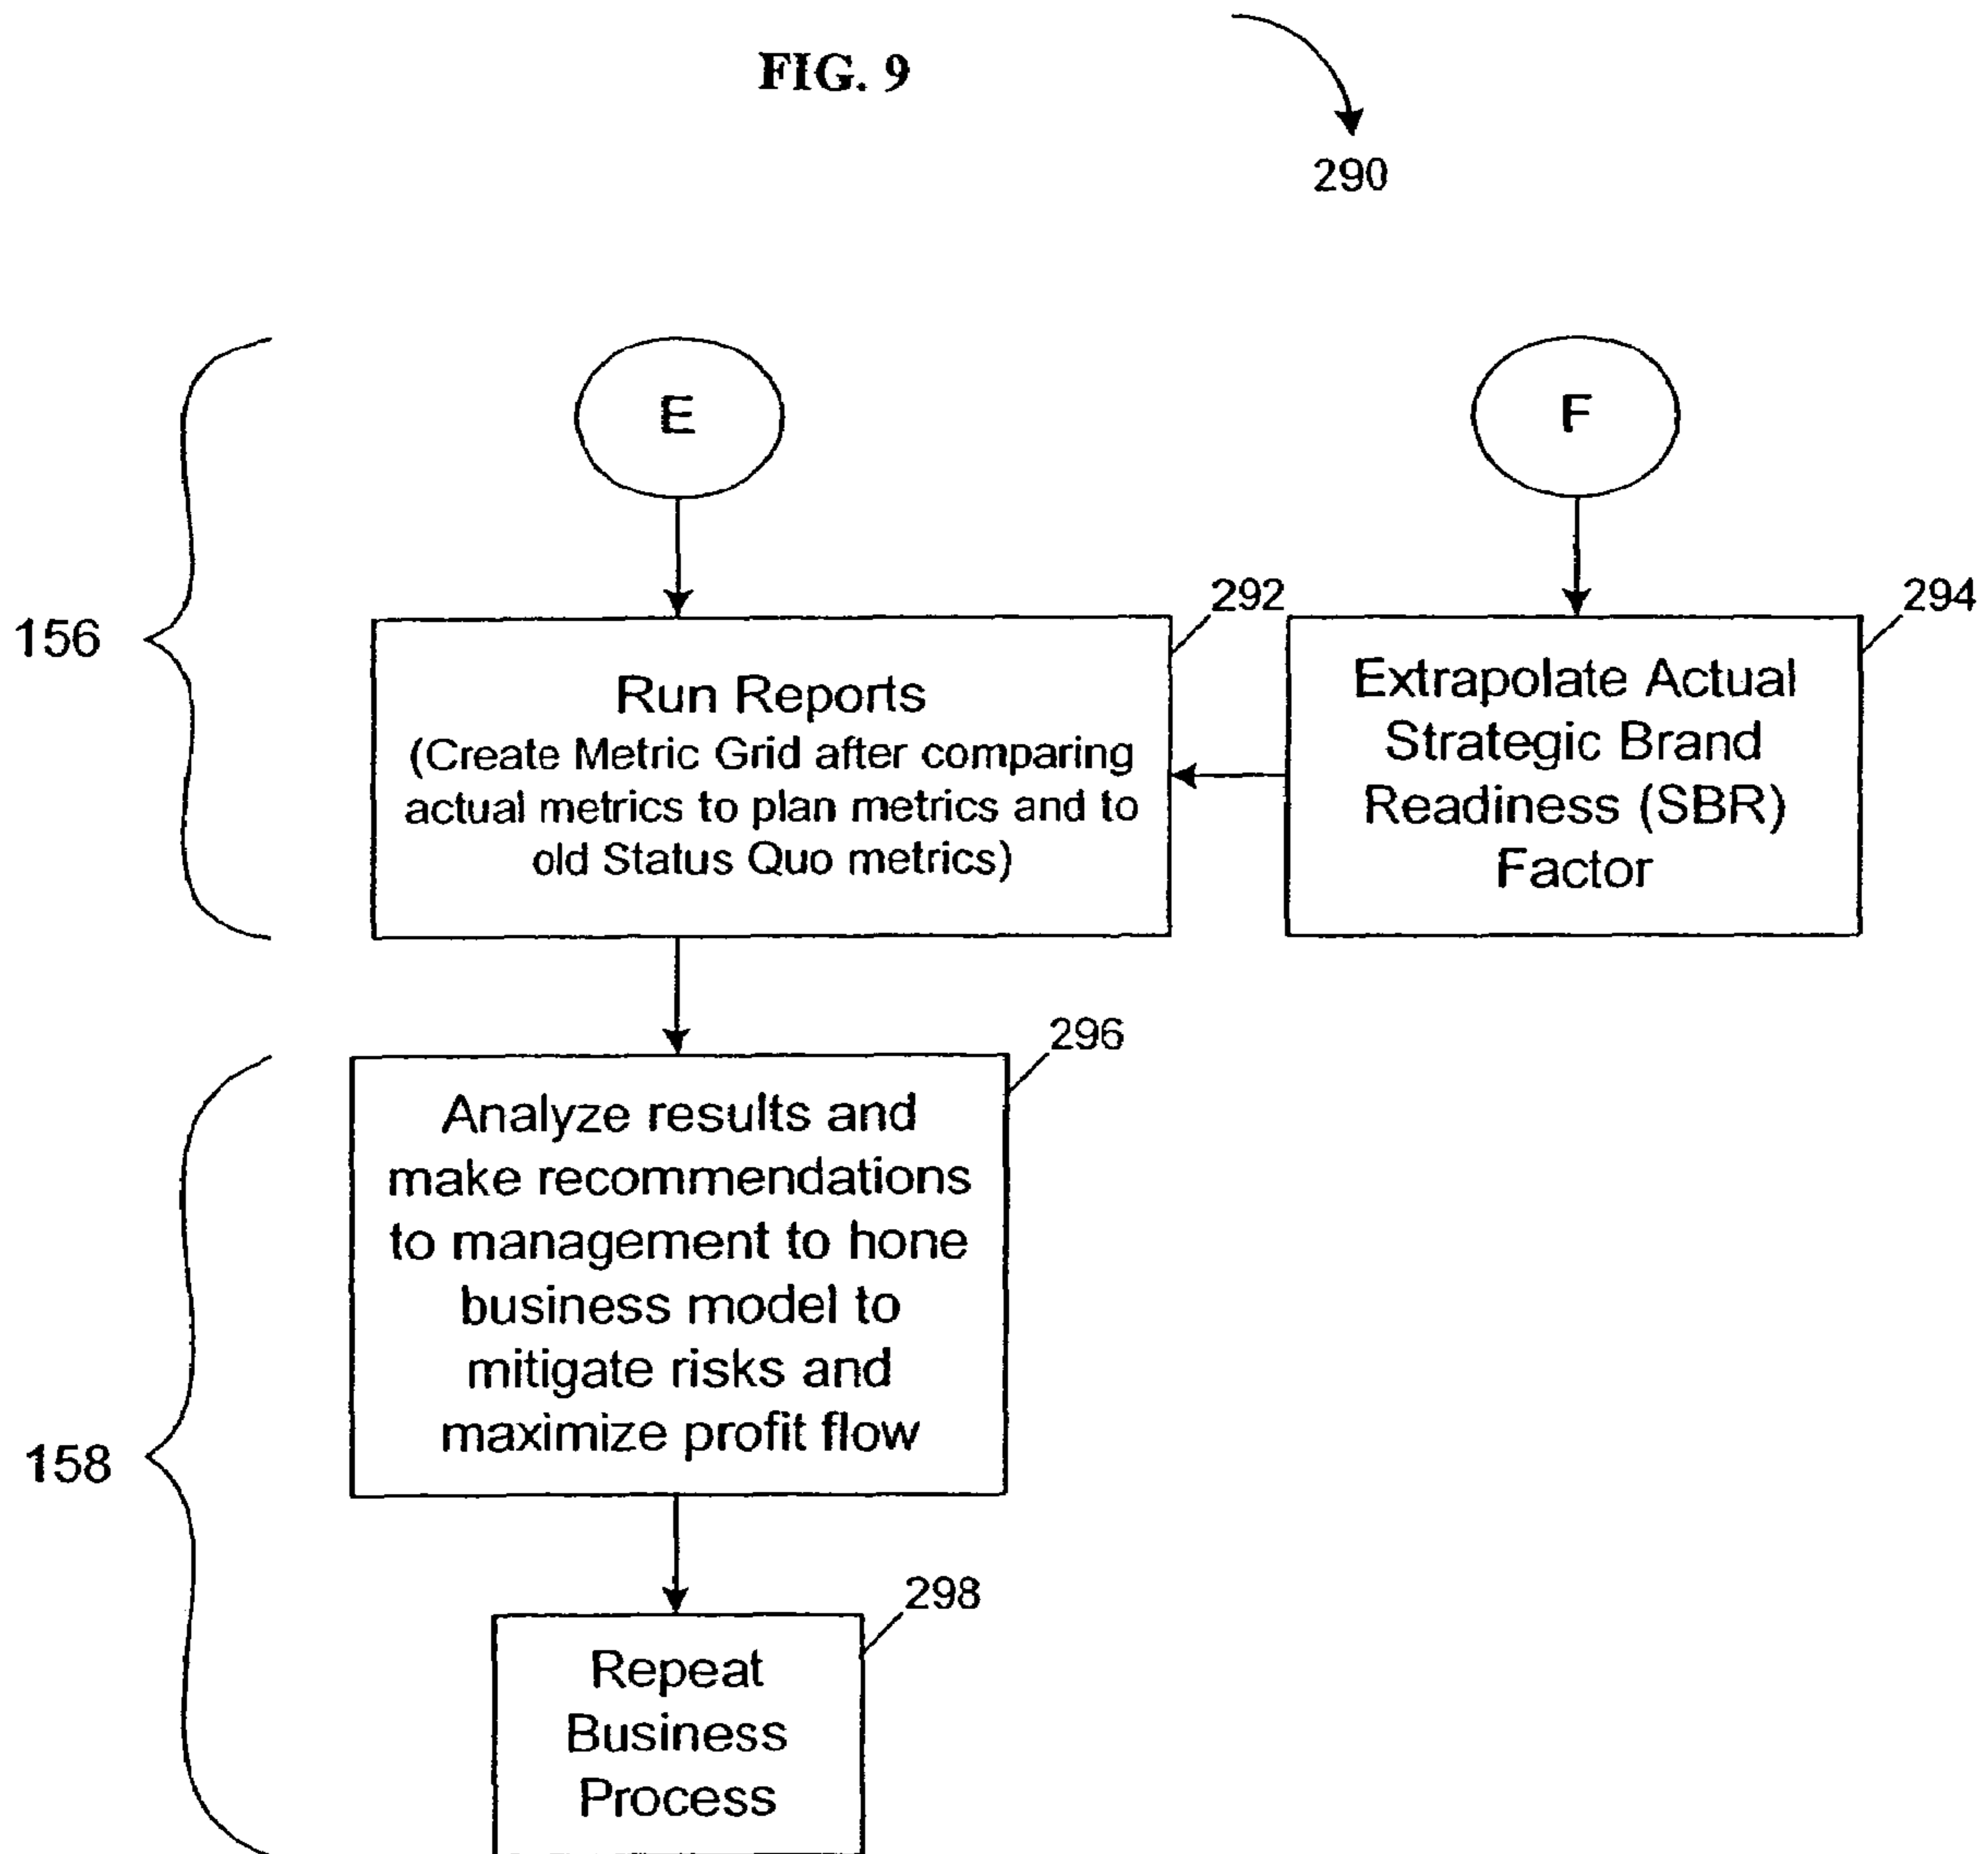 FIG. 9
290
E
F
156
292
294
Run Reports
(Create Metric Grid after comparing
actual metrics to plan metrics and to
old Status Quo metrics)
Extrapolate Actual
Strategic Brand
Readiness (SBR)
Factor
296
Analyze results and
make recommendations
to management to hone
business model to
mitigate risks and
maximize profit flow
158
298
Repeat
Business
Process